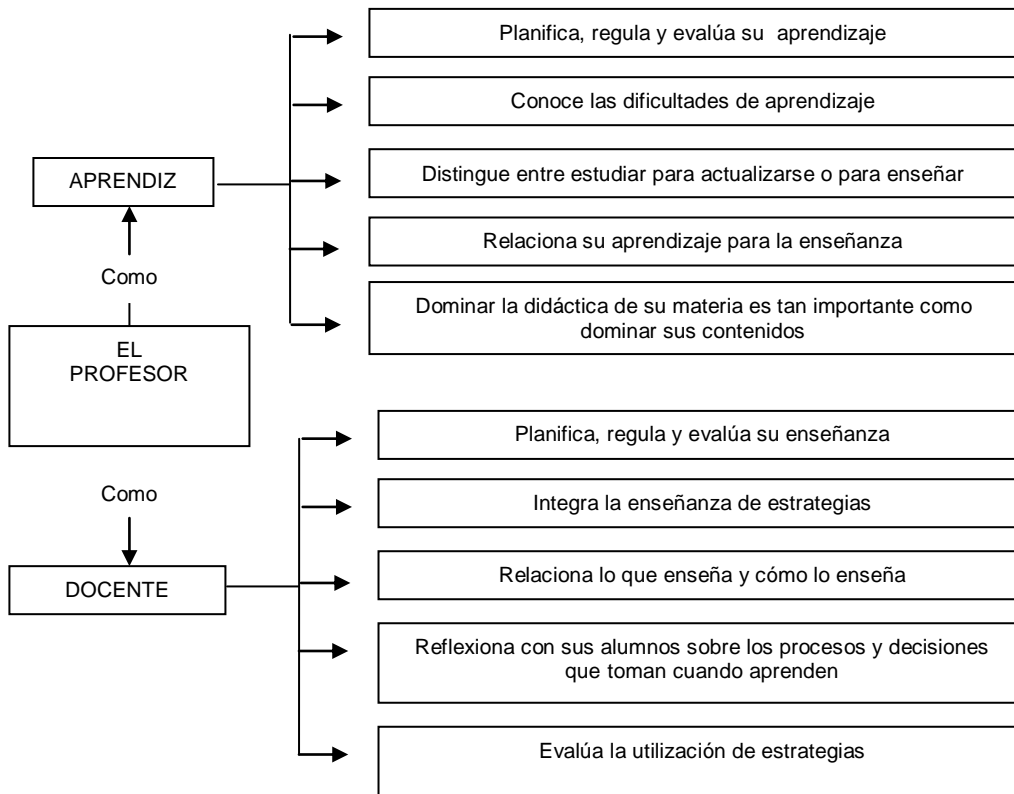 Planifica, regula y evalúa su aprendizaje
Conoce las dificultades de aprendizaje
APRENDIZ
Distingue entre estudiar para actualizarse o para enseñar
Relaciona su aprendizaje para la enseñanza
Como
Dominar la didáctica de su materia es tan importante como
dominar sus contenidos
EL
PROFESOR
Planifica, regula y evalúa su enseñanza
Como
Integra la enseñanza de estrategias
DOCENTE
Relaciona lo que enseña y cómo lo enseña
Reflexiona con sus alumnos sobre los procesos y decisiones
que toman cuando aprenden
Evalúa la utilización de estrategias